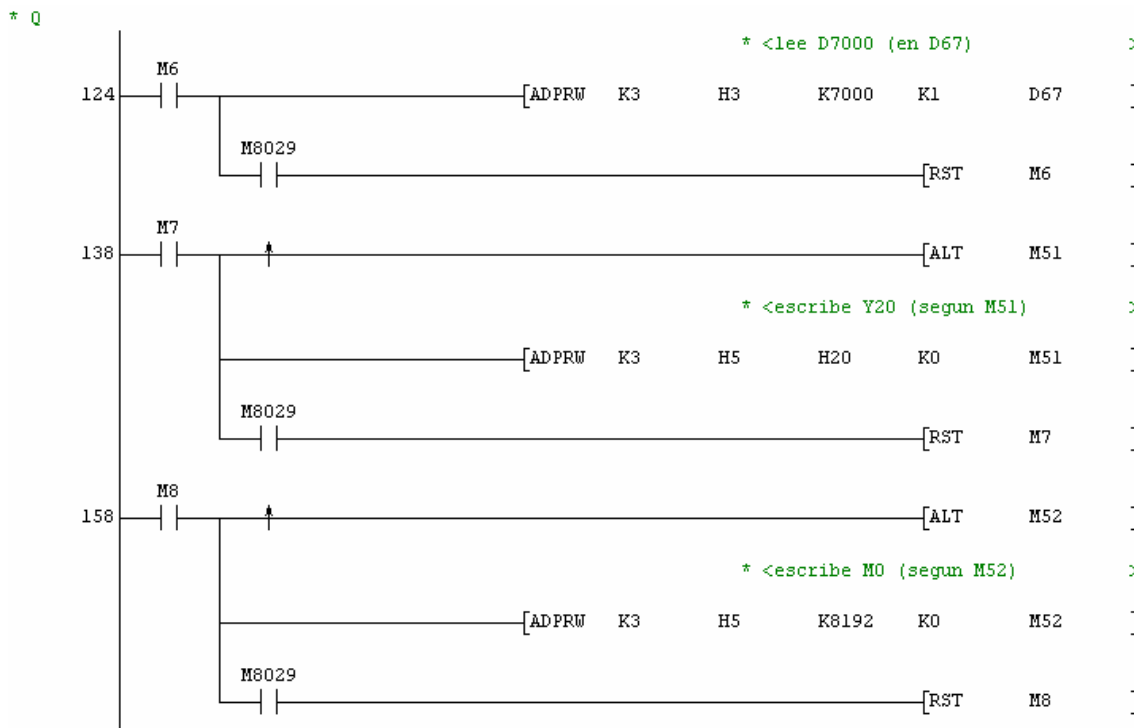 * Q
* <lee D7000 (en D67) >
M6
124 [ADPRW K3 H3 K7000 K1 D67 ]
M8029
[RST M6 ]
M7
138 [ALT M51 ]
* <escribe Y20 (segun M51) >
[ADPRW K3 H5 H20 K0 M51 ]
M8029
[RST M7 ]
M8
158 [ALT M52 ]
* <escribe M0 (segun M52) >
[ADPRW K3 H5 K8192 K0 M52 ]
M8029
[RST M8 ]